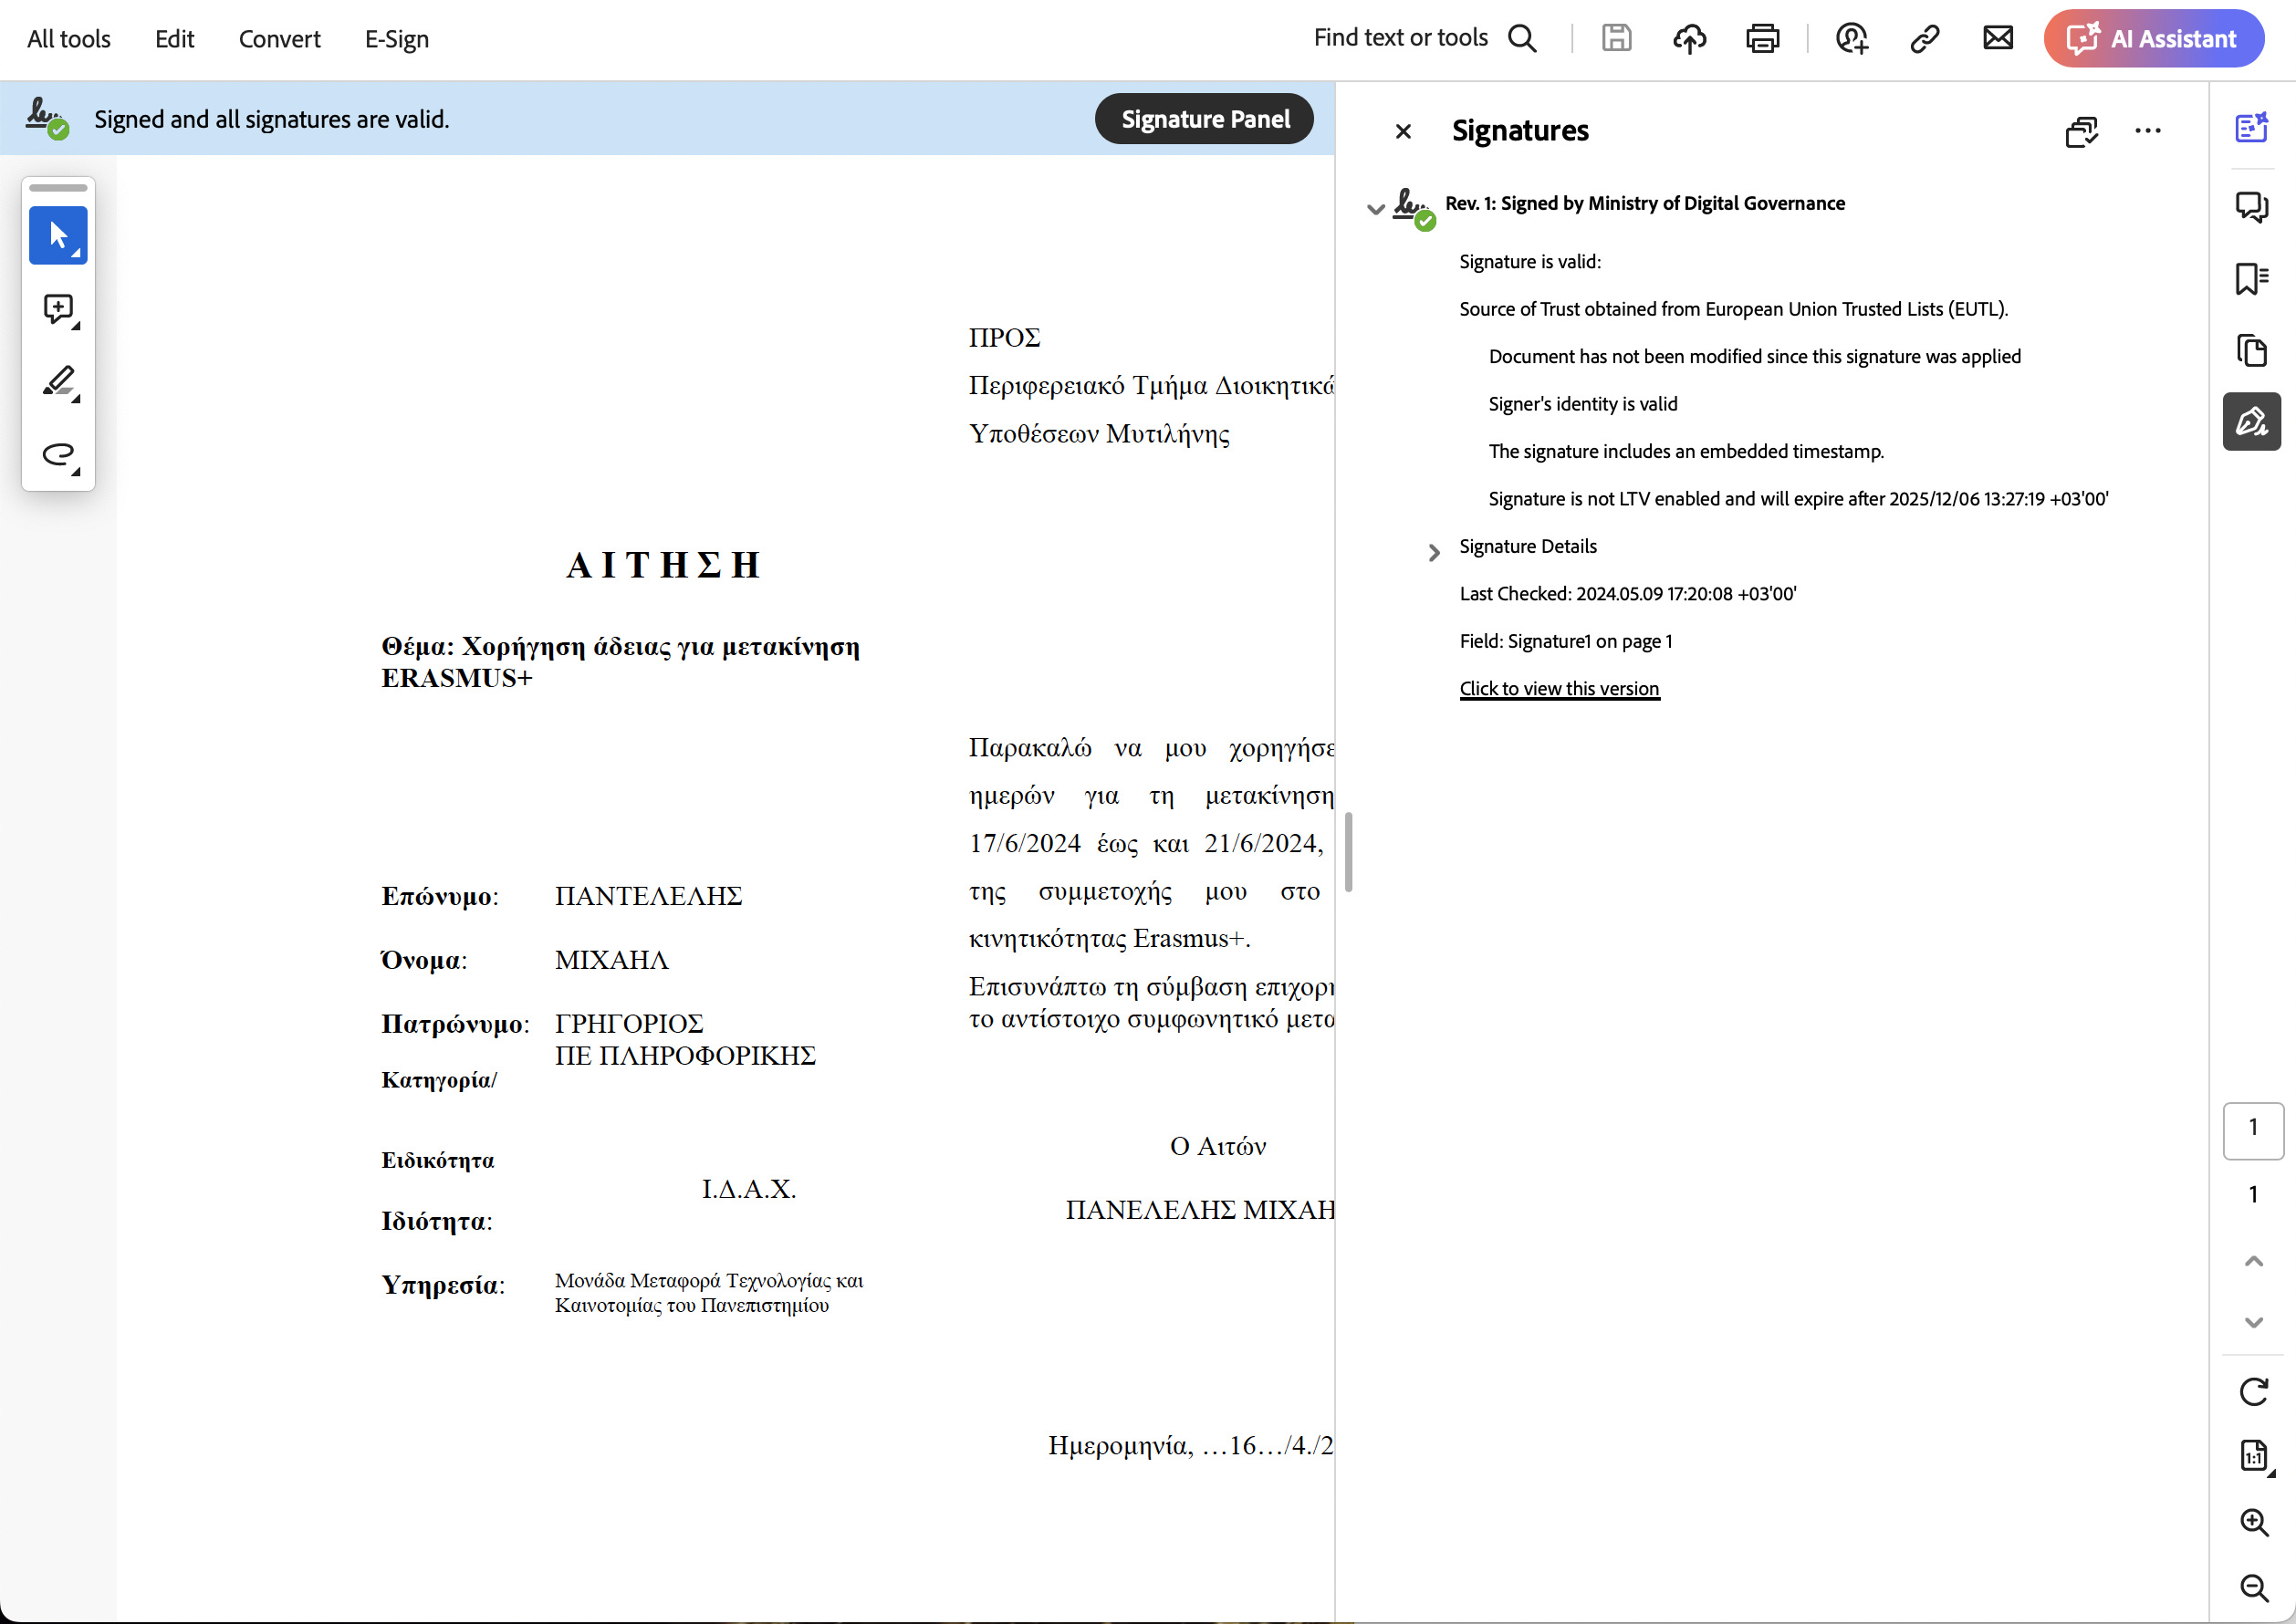 All tools Edit Convert E-Sign Find text or tools AI Assistant
Signed and all signatures are valid. Signature Panel
ΠΡΟΣ
Περιφερειακό Τμήμα Διοικητικώ
Υποθέσεων Μυτιλήνης
Α Ι Τ Η Σ Η
Θέμα: Χορήγηση άδειας για μετακίνηση
ERASMUS+
Παρακαλώ να μου χορηγήσε
ημερών για τη μετακίνηση
17/6/2024 έως και 21/6/2024,
της συμμετοχής μου στο
κινητικότητας Erasmus+.
Επισυνάπτω τη σύμβαση επιχορη
το αντίστοιχο συμφωνητικό μετα
Επώνυμο: ΠΑΝΤΕΛΕΛΗΣ
Όνομα: ΜΙΧΑΗΛ
Πατρώνυμο: ΓΡΗΓΟΡΙΟΣ
ΠΕ ΠΛΗΡΟΦΟΡΙΚΗΣ
Κατηγορία/
Ειδικότητα
Ι.Δ.Α.Χ.
Ιδιότητα:
Υπηρεσία: Μονάδα Μεταφορά Τεχνολογίας και
Καινοτομίας του Πανεπιστημίου
Ο Αιτών
ΠΑΝΕΛΕΛΗΣ ΜΙΧΑΗ
Ημερομηνία, …16…/4./2
Signatures
Rev. 1: Signed by Ministry of Digital Governance
Signature is valid:
Source of Trust obtained from European Union Trusted Lists (EUTL).
Document has not been modified since this signature was applied
Signer's identity is valid
The signature includes an embedded timestamp.
Signature is not LTV enabled and will expire after 2025/12/06 13:27:19 +03'00'
Signature Details
Last Checked: 2024.05.09 17:20:08 +03'00'
Field: Signature1 on page 1
Click to view this version
1
1
1:1